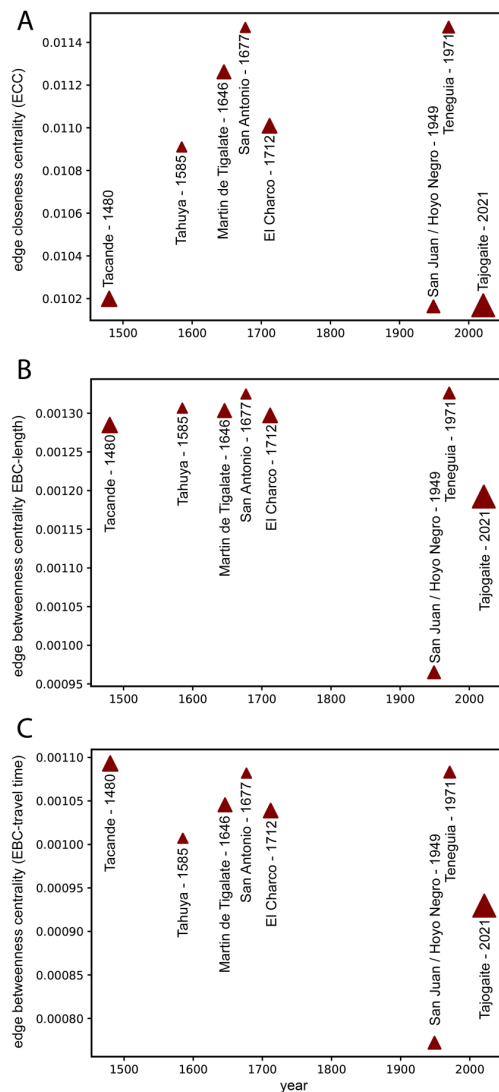 A
edge closeness centrality (ECC)
0.0114
0.0112
0.0110
0.0108
0.0106
0.0104
0.0102
Tacande - 1480
Tahuya - 1585
Martin de Tigalate - 1646
San Antonio - 1677
El Charco - 1712
San Juan / Hoyo Negro - 1949
Teneguia - 1971
Tajogaite - 2021
1500
1600
1700
1800
1900
2000
B
edge betweenness centrality EBC-length)
0.00130
0.00125
0.00120
0.00115
0.00110
0.00105
0.00100
0.00095
Tacande - 1480
Tahuya - 1585
Martin de Tigalate - 1646
San Antonio - 1677
El Charco - 1712
San Juan / Hoyo Negro - 1949
Teneguia - 1971
Tajogaite - 2021
1500
1600
1700
1800
1900
2000
C
edge betweenness centrality (EBC-travel time)
0.00110
0.00105
0.00100
0.00095
0.00090
0.00085
0.00080
Tacande - 1480
Tahuya - 1585
Martin de Tigalate - 1646
San Antonio - 1677
El Charco - 1712
San Juan / Hoyo Negro - 1949
Teneguia - 1971
Tajogaite - 2021
1500
1600
1700
1800
1900
2000
year